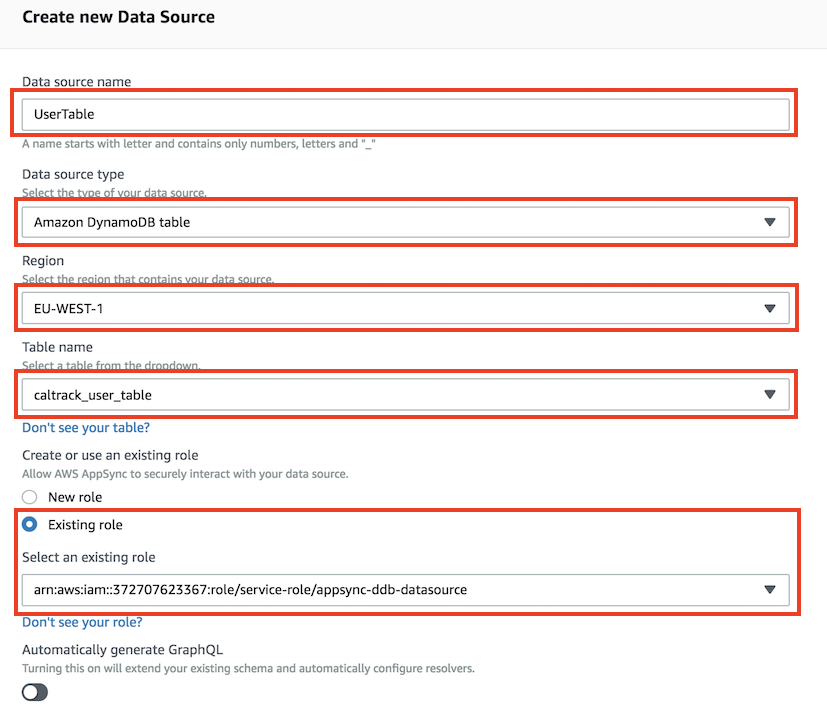 Create new Data Source
Data source name
UserTable
A name starts with letter and contains only numbers, letters and "_"
Data source type
Select the type of your data source.
Amazon DynamoDB table
Region
Select the region that contains your data source.
EU-WEST-1
Table name
Select a table from the dropdown.
caltrack_user_table
Don't see your table?
Create or use an existing role
Allow AWS AppSync to securely interact with your data source.
New role
Existing role
Select an existing role
arn:aws:iam::372707623367:role/service-role/appsync-ddb-datasource
Don't see your role?
Automatically generate GraphQL
Turning this on will extend your existing schema and automatically configure resolvers.